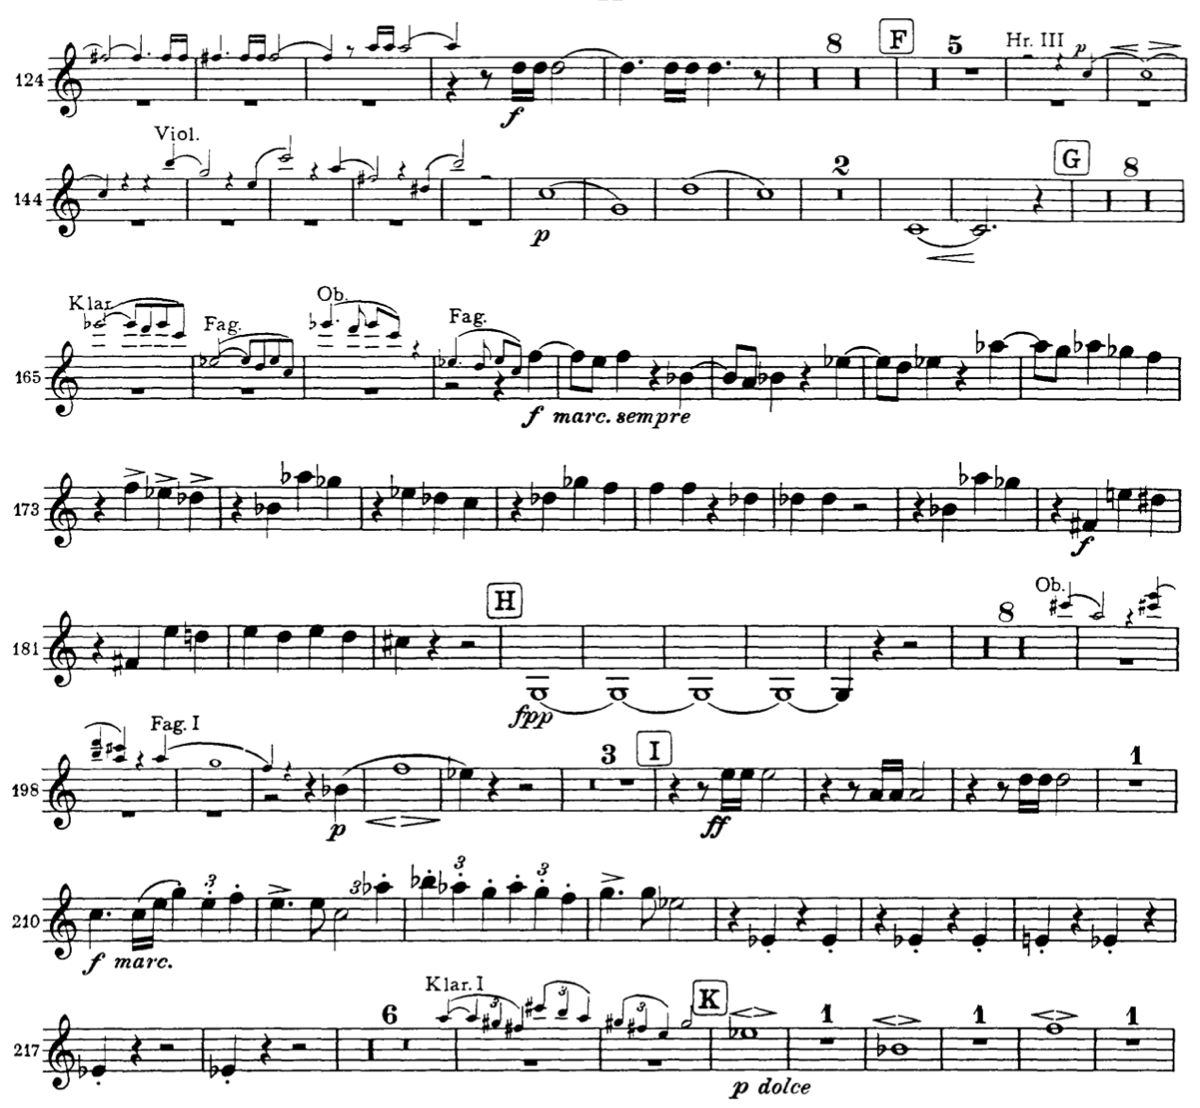 124 f 8 F 5 Hr. III p
144 Viol. p 2 G 8
165 Klar. Fag. Ob. Fag. f marc. sempre
173 f
181 H fpp 8 Ob.
198 Fag. I p 3 I ff 1
210 f marc. 3 3 3 3
217 6 Klar. I 3 3 3 K p dolce 1 1 1